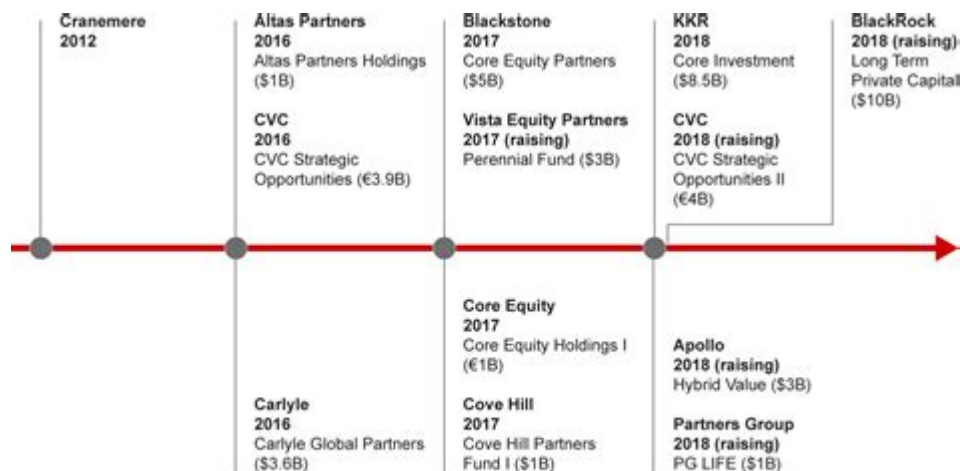 Cranemere
2012
Altas Partners
2016
Altas Partners Holdings
($1B)
CVC
2016
CVC Strategic
Opportunities (€3.9B)
Blackstone
2017
Core Equity Partners
($5B)
Vista Equity Partners
2017 (raising)
Perennial Fund ($3B)
KKR
2018
Core Investment
($8.5B)
CVC
2018 (raising)
CVC Strategic
Opportunities II
(€4B)
BlackRock
2018 (raising)
Long Term
Private Capitall
($10B)
Carlyle
2016
Carlyle Global Partners
($3.6B)
Core Equity
2017
Core Equity Holdings I
(€1B)
Cove Hill
2017
Cove Hill Partners
Fund I ($1B)
Apollo
2018 (raising)
Hybrid Value ($3B)
Partners Group
2018 (raising)
PG LIFE ($1B)